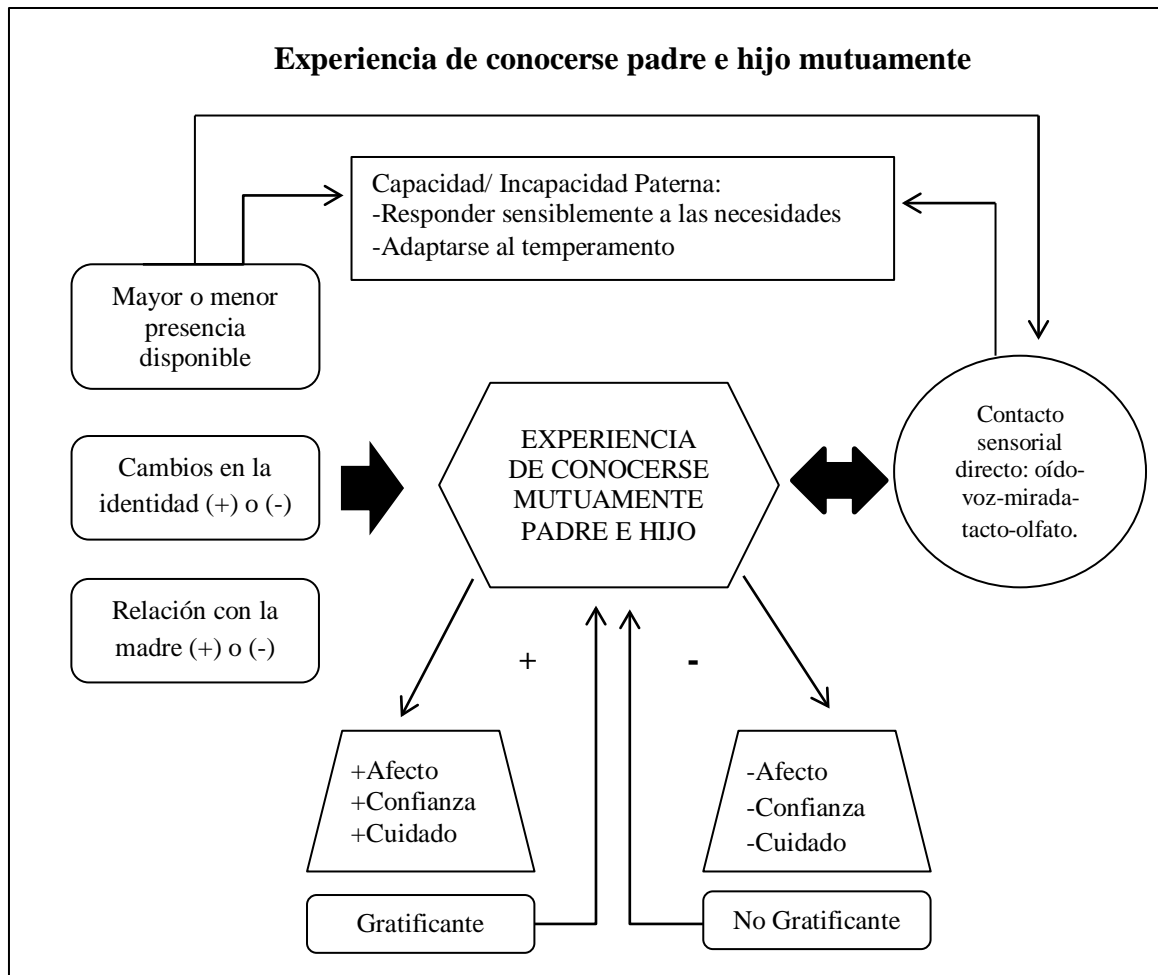 Experiencia de conocerse padre e hijo mutuamente
Capacidad/ Incapacidad Paterna:
-Responder sensiblemente a las necesidades
-Adaptarse al temperamento
Mayor o menor
presencia
disponible
Cambios en la
identidad (+) o (-)
Relación con la
madre (+) o (-)
EXPERIENCIA
DE CONOCERSE
MUTUAMENTE
PADRE E HIJO
Contacto
sensorial
directo: oído-
voz-mirada-
tacto-olfato.
+
-
+Afecto
+Confianza
+Cuidado
-Afecto
-Confianza
-Cuidado
Gratificante
No Gratificante